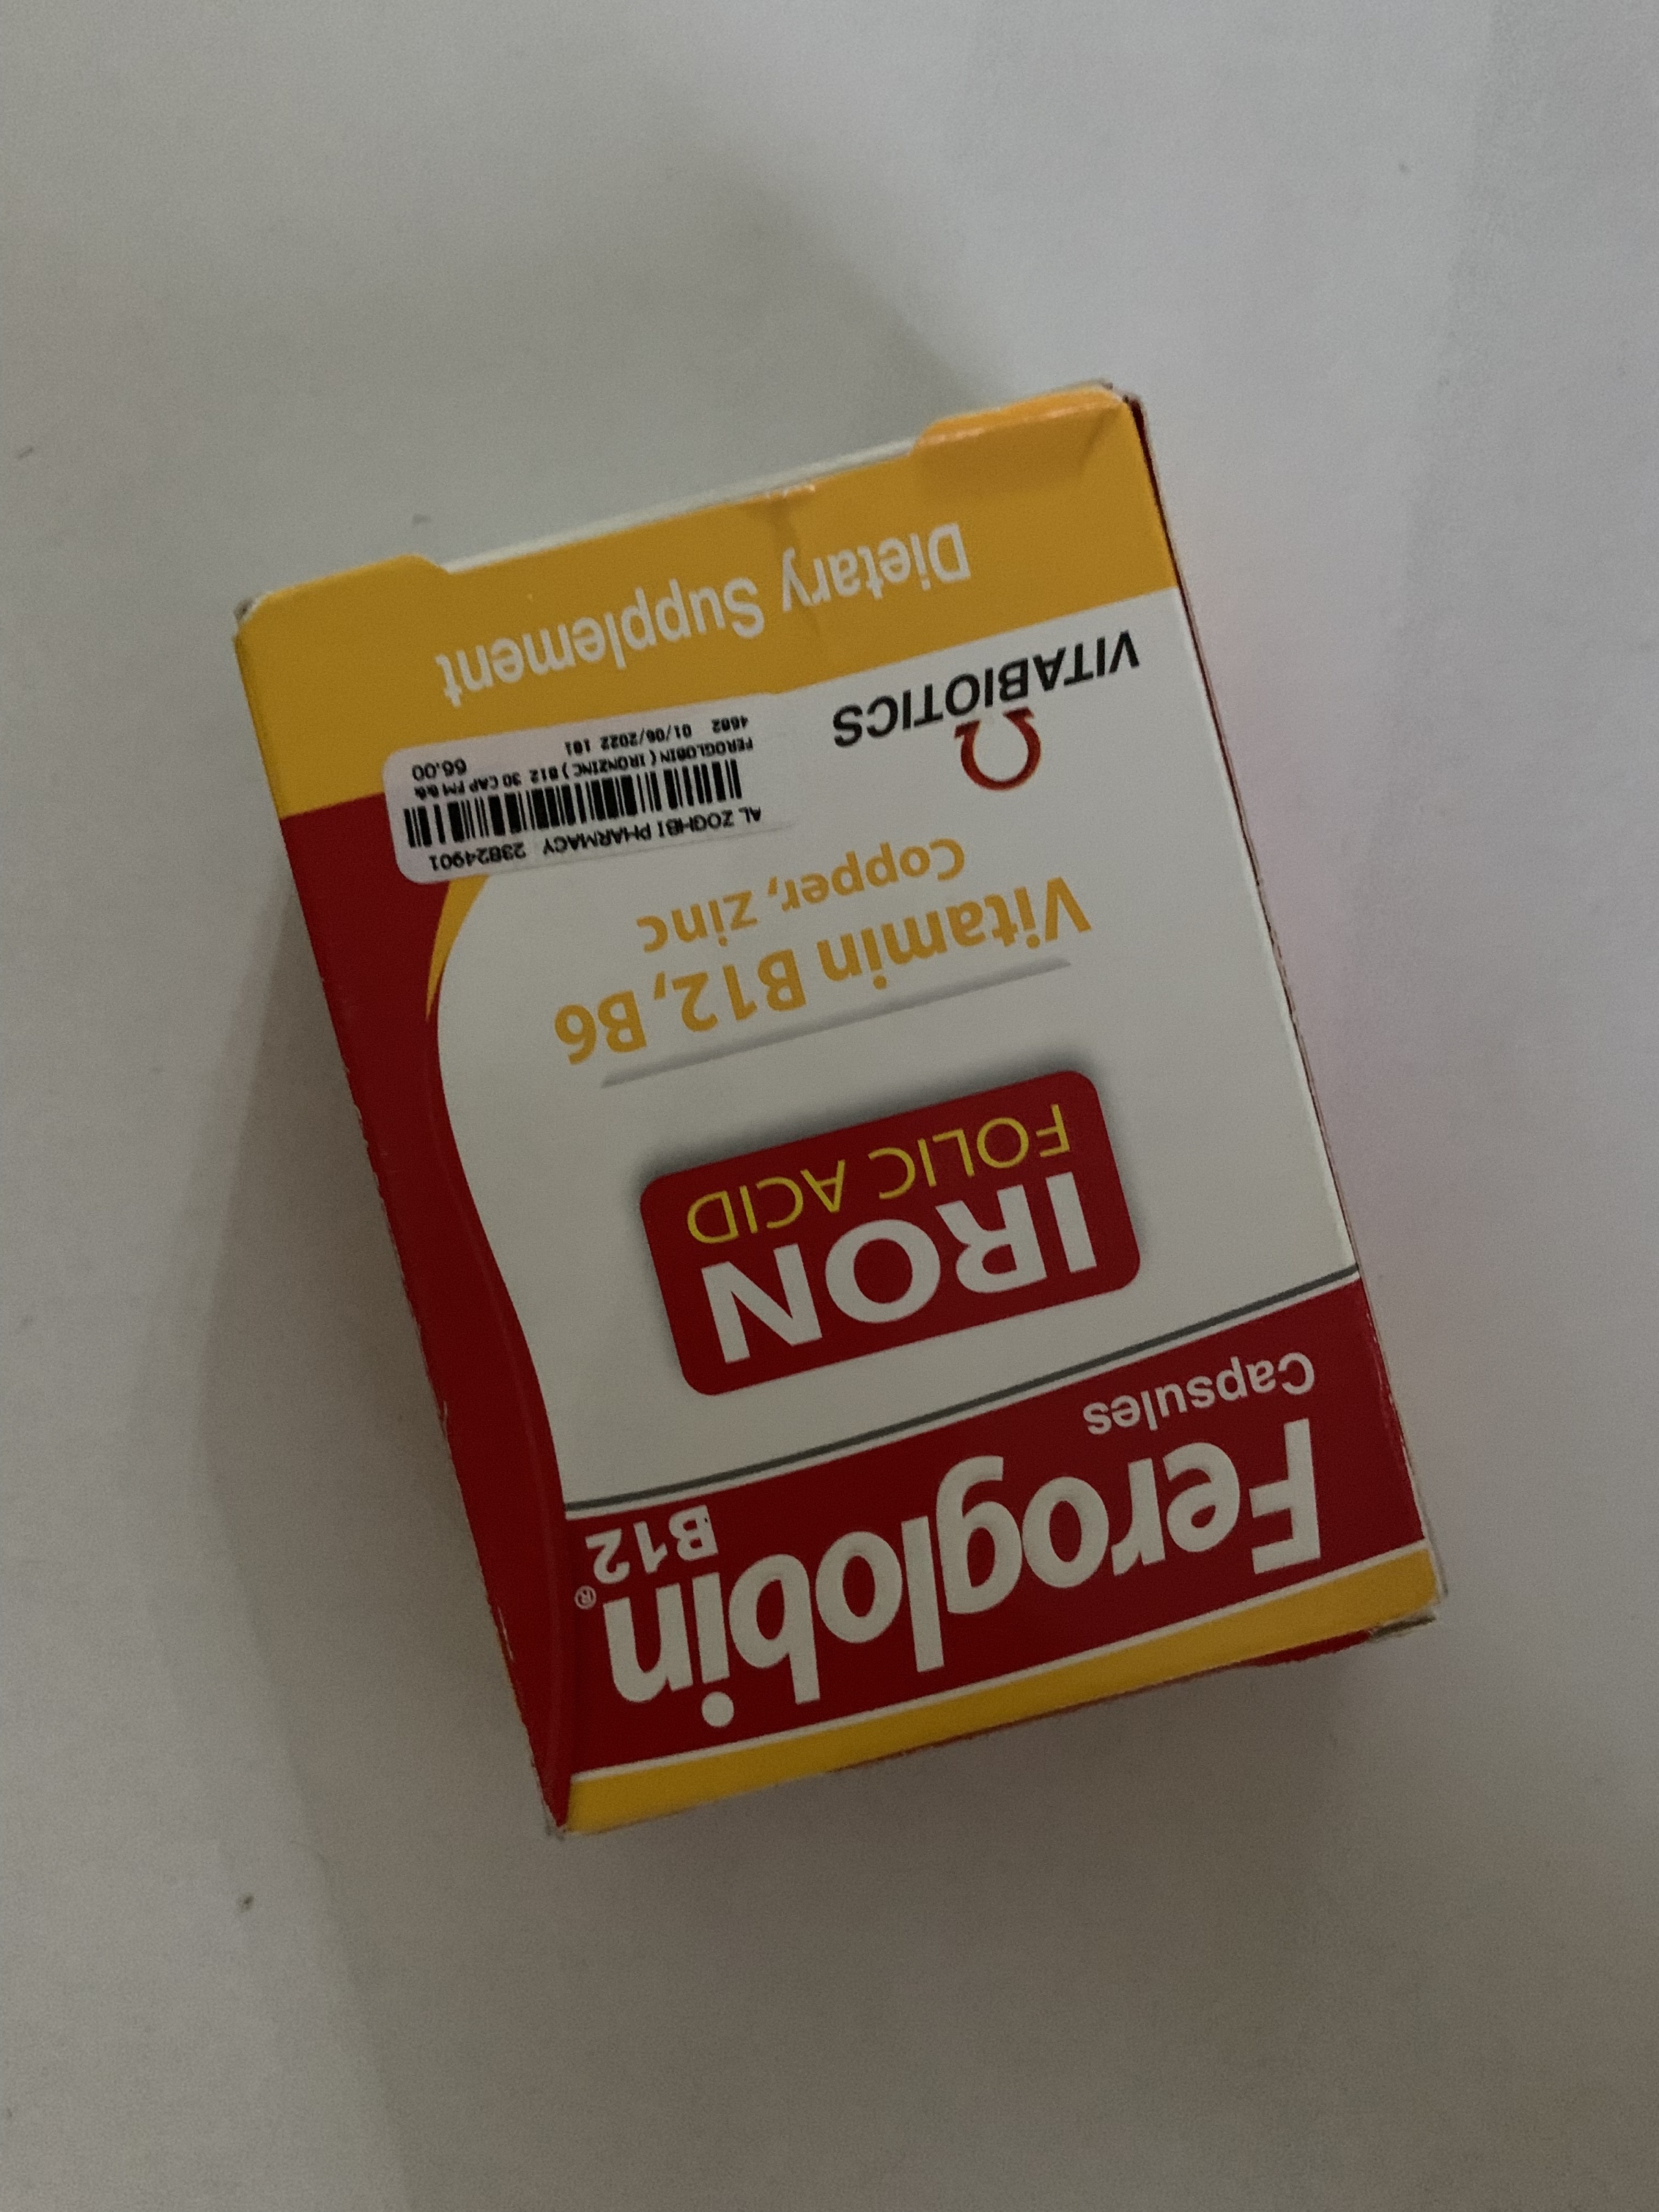 Feroglobin®
B12
Capsules
IRON
FOLIC ACID
Vitamin B12, B6
Copper, zinc
AL ZOGHBI PHARMACY 23824901
FEROGLOBIN ( IRONZINC ) B12 30 CAP FM &&
4682 01/06/2022 101
66.00
VITABIOTICS
Dietary Supplement